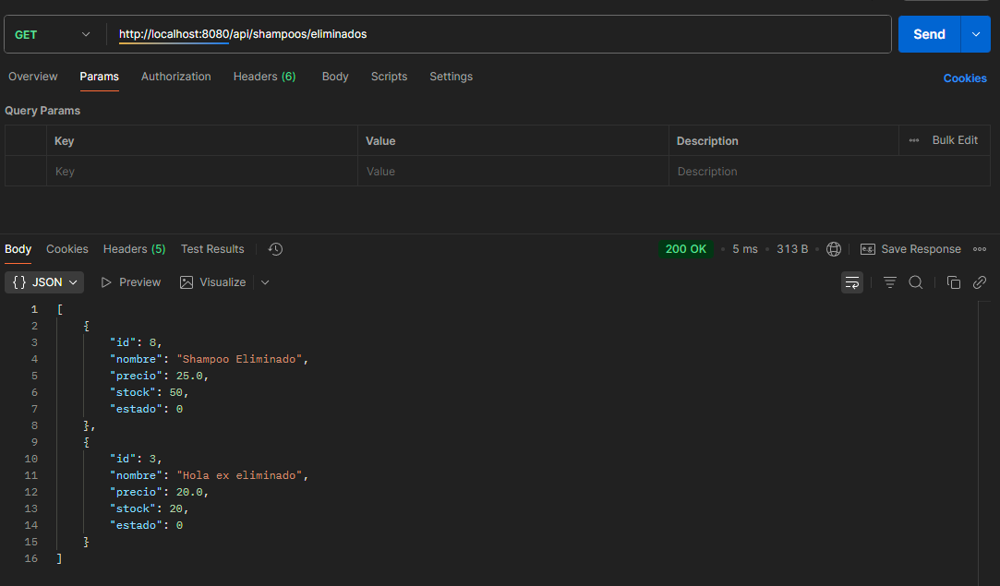 GET http://localhost:8080/api/shampoos/eliminados Send
Overview Params Authorization Headers (6) Body Scripts Settings Cookies
Query Params
Key Value Description ••• Bulk Edit
Key Value Description
Body Cookies Headers (5) Test Results 200 OK • 5 ms • 313 B • e.g. Save Response •••
{} JSON Preview Visualize
1 [
2 {
3 "id": 8,
4 "nombre": "Shampoo Eliminado",
5 "precio": 25.0,
6 "stock": 50,
7 "estado": 0
8 },
9 {
10 "id": 3,
11 "nombre": "Hola ex eliminado",
12 "precio": 20.0,
13 "stock": 20,
14 "estado": 0
15 }
16 ]